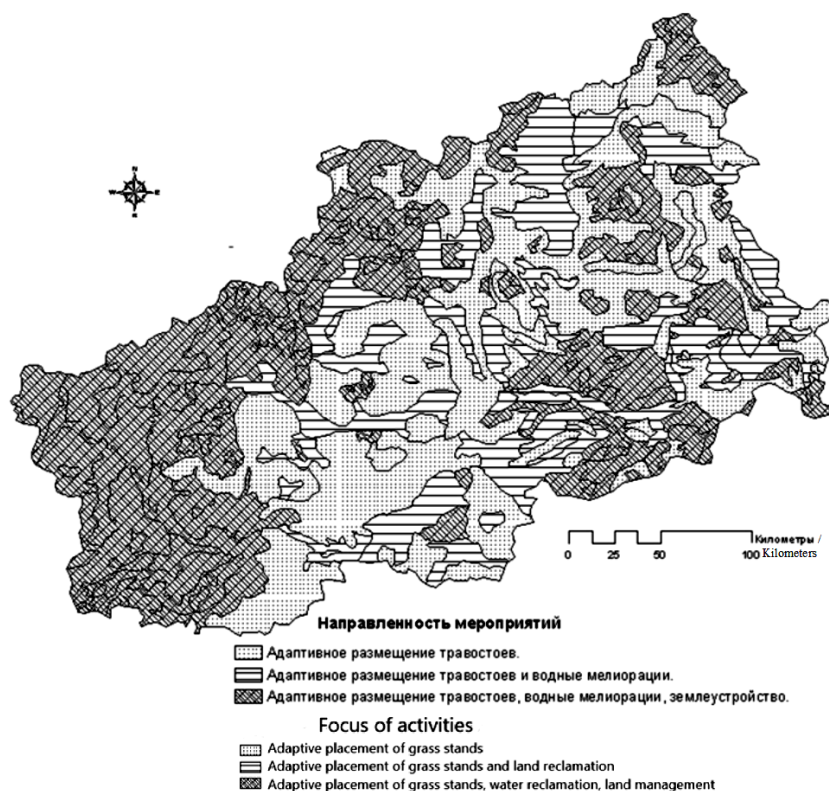 N
W E
S
Километры /
Kilometers
0 25 50 100
Направленность мероприятий
Адаптивное размещение травостоев.
Адаптивное размещение травостоев и водные мелиорации.
Адаптивное размещение травостоев, водные мелиорации, землеустройство.
Focus of activities
Adaptive placement of grass stands
Adaptive placement of grass stands and land reclamation
Adaptive placement of grass stands, water reclamation, land management